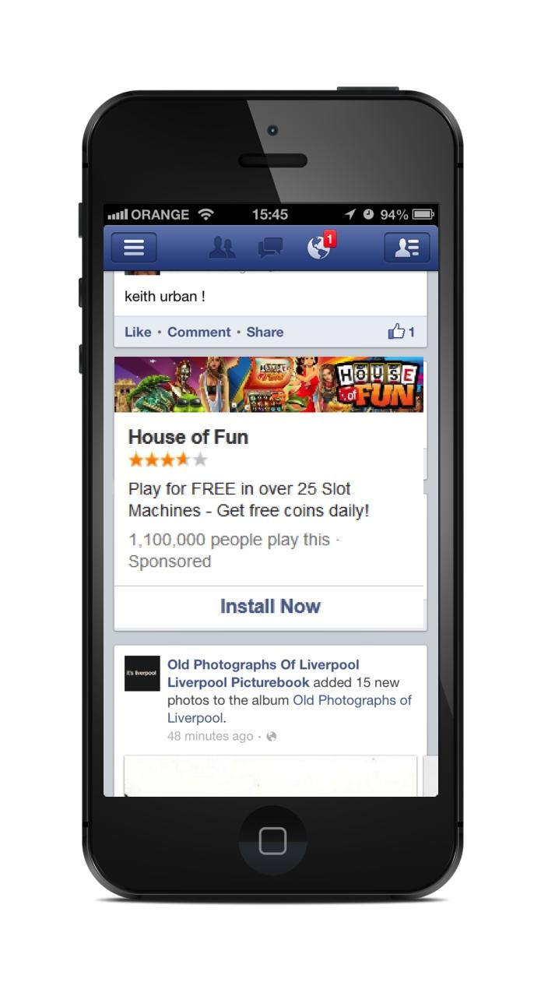 ORANGE 15:45 94%
1
keith urban !
Like · Comment · Share 1
HOUSE of FUN
House of Fun
Play for FREE in over 25 Slot
Machines - Get free coins daily!
1,100,000 people play this ·
Sponsored
Install Now
it's liverpool
Old Photographs Of Liverpool
Liverpool Picturebook added 15 new
photos to the album Old Photographs of
Liverpool.
48 minutes ago ·